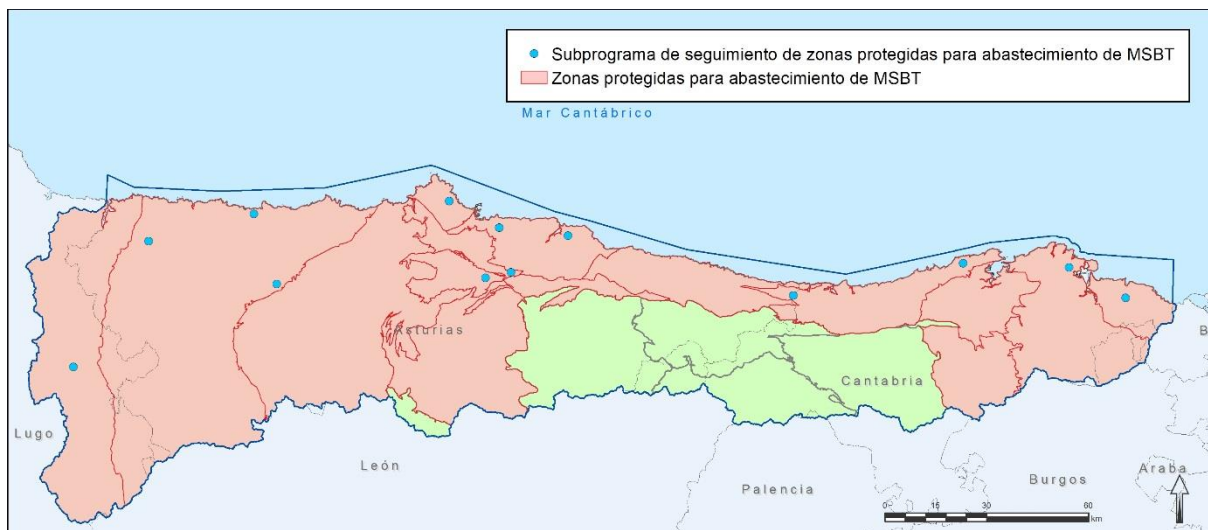 Subprograma de seguimiento de zonas protegidas para abastecimiento de MSBT
Zonas protegidas para abastecimiento de MSBT
Mar Cantábrico
Asturias
B
Cantabria
Lugo
León
Palencia
Burgos
Araba
0 15 30 60
km